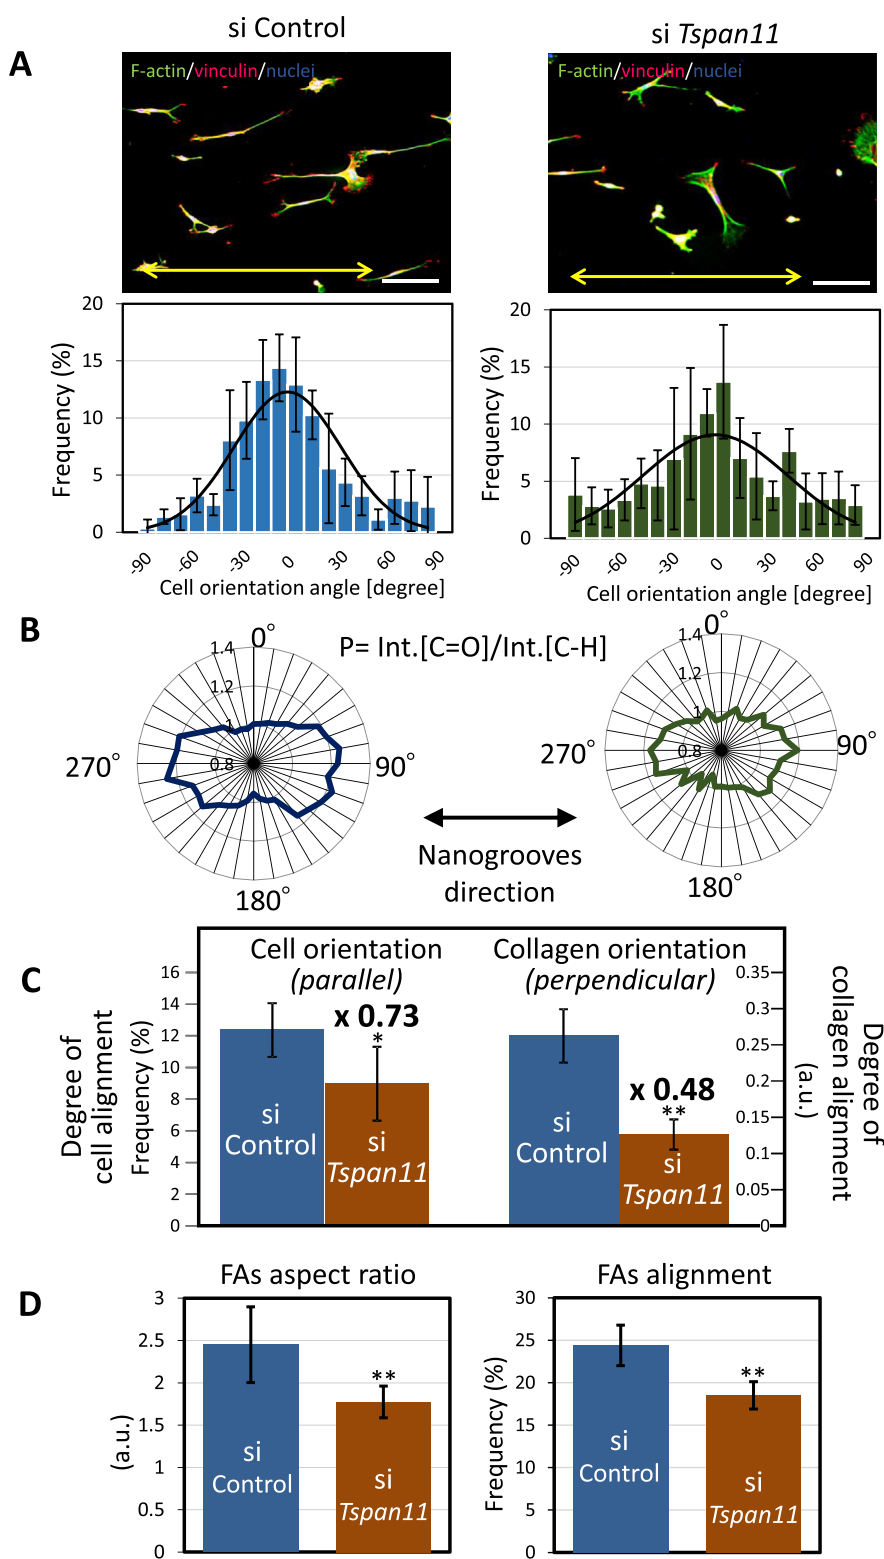 si Control
si Tspan11
A
F-actin/vinculin/nuclei
F-actin/vinculin/nuclei
20
15
10
5
0
Frequency (%)
-90
-60
-30
0
30
60
90
Cell orientation angle [degree]
20
15
10
5
0
Frequency (%)
-90
-60
-30
0
30
60
90
Cell orientation angle [degree]
B
P= Int.[C=O]/Int.[C-H]
0°
1.4
1.2
1
0.8
270°
90°
180°
0°
1.4
1.2
1
0.8
270°
90°
180°
Nanogrooves
direction
C
Cell orientation
(parallel)
Collagen orientation
(perpendicular)
Degree of
cell alignment
Frequency (%)
16
14
12
10
8
6
4
2
0
x 0.73
*
si
Control
si
Tspan11
x 0.48
**
si
Control
si
Tspan11
0.35
0.3
0.25
0.2
0.15
0.1
0.05
0
Degree of
collagen alignment
(a.u.)
D
FAs aspect ratio
3
2.5
2
1.5
1
0.5
0
(a.u.)
**
si
Control
si
Tspan11
FAs alignment
30
25
20
15
10
5
0
Frequency (%)
**
si
Control
si
Tspan11